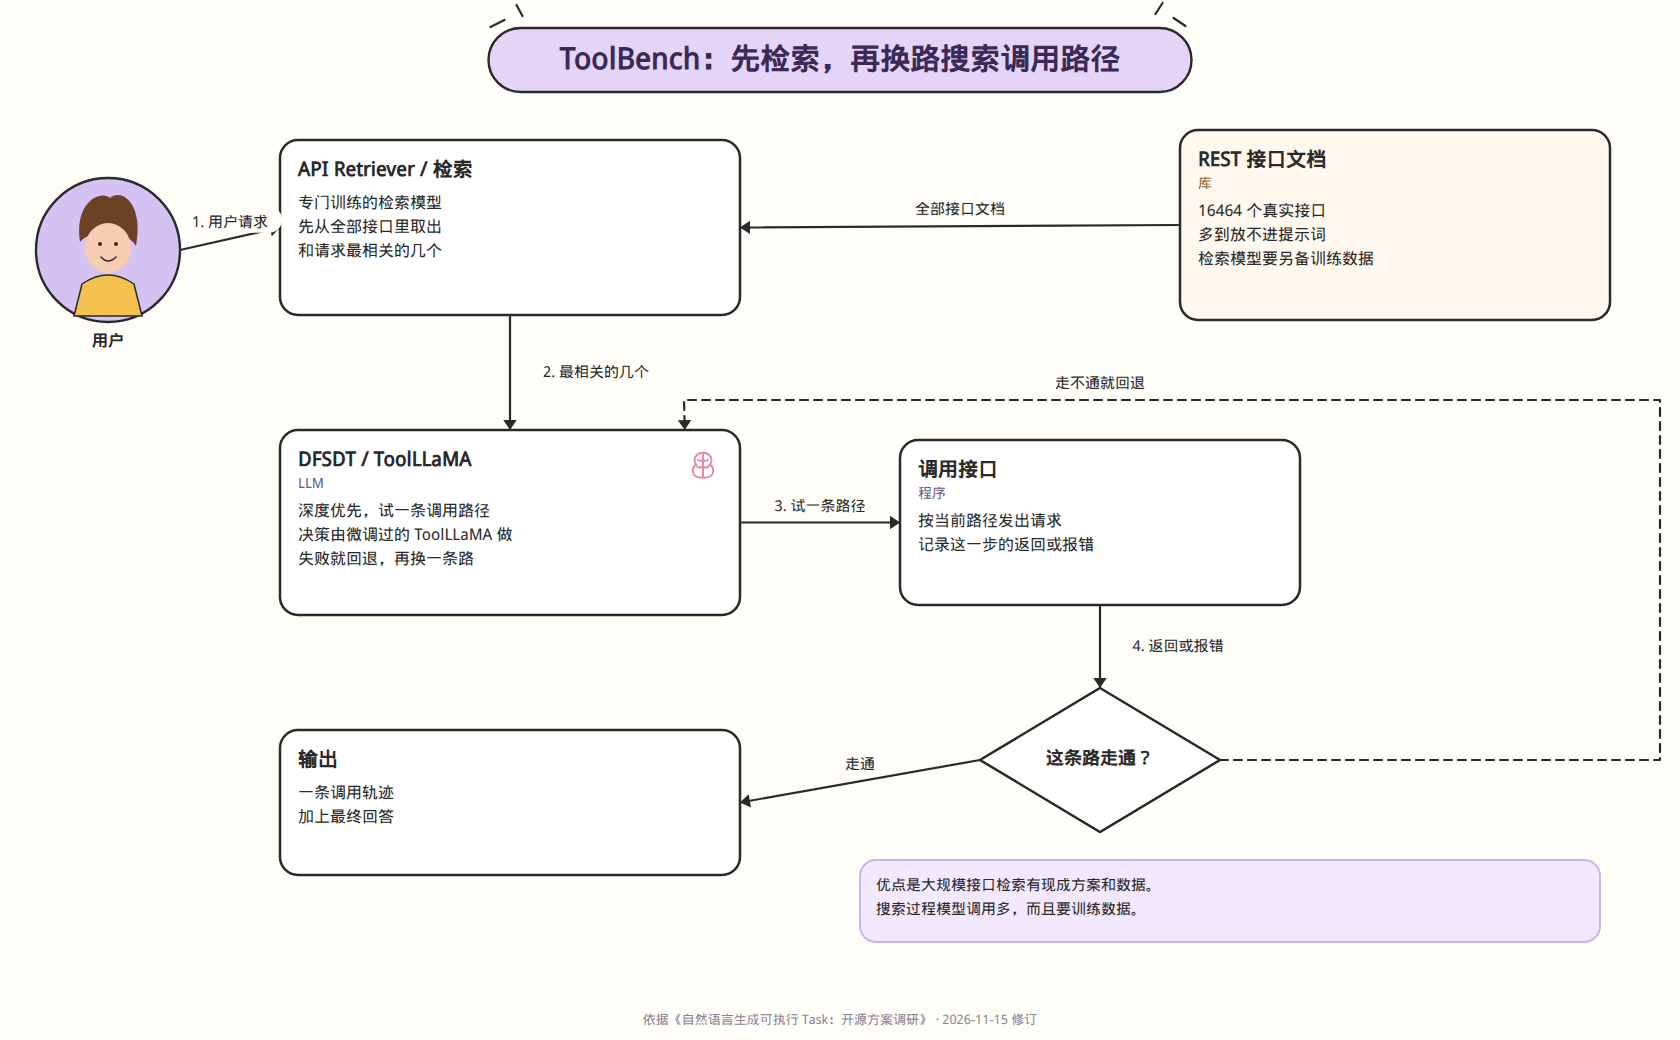 ToolBench：先检索，再换路搜索调用路径
API Retriever / 检索
专门训练的检索模型
先从全部接口里取出
和请求最相关的几个
REST 接口文档
库
16464 个真实接口
多到放不进提示词
检索模型要另备训练数据
全部接口文档
1. 用户请求
用户
2. 最相关的几个
走不通就回退
DFSDT / ToolLLaMA
LLM
深度优先，试一条调用路径
决策由微调过的 ToolLLaMA 做
失败就回退，再换一条路
3. 试一条路径
调用接口
程序
按当前路径发出请求
记录这一步的返回或报错
4. 返回或报错
这条路走通？
走通
输出
一条调用轨迹
加上最终回答
优点是大规模接口检索有现成方案和数据。
搜索过程模型调用多，而且要训练数据。
依据《自然语言生成可执行 Task：开源方案调研》 · 2026-11-15 修订